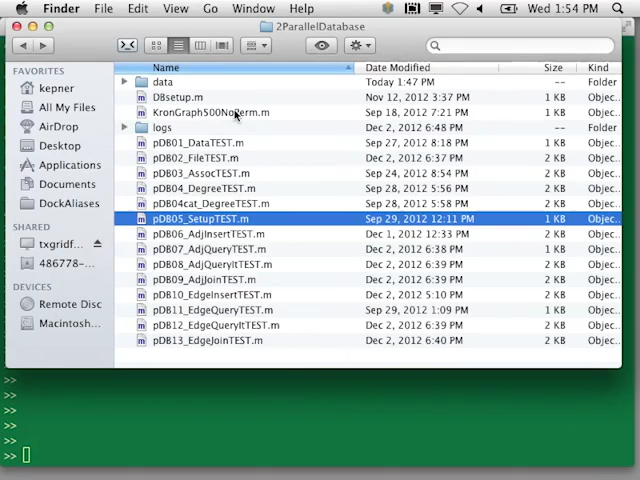 Finder File Edit View Go Window Help Wed 1:54 PM
2ParallelDatabase
FAVORITES
kepner
All My Files
AirDrop
Desktop
Applications
Documents
DockAliases
SHARED
txgridf...
486778-...
DEVICES
Remote Disc
Macintosh...
Name Date Modified Size Kind
data Today 1:47 PM -- Folder
DBsetup.m Nov 12, 2012 3:37 PM 1 KB Objec...
KronGraph500NoPerm.m Sep 18, 2012 7:21 PM 1 KB Objec...
logs Dec 2, 2012 6:48 PM -- Folder
pDB01_DataTEST.m Sep 27, 2012 8:18 PM 1 KB Objec...
pDB02_FileTEST.m Dec 2, 2012 6:37 PM 2 KB Objec...
pDB03_AssocTEST.m Sep 24, 2012 8:54 PM 1 KB Objec...
pDB04_DegreeTEST.m Sep 28, 2012 5:56 PM 2 KB Objec...
pDB04cat_DegreeTEST.m Sep 28, 2012 5:58 PM 2 KB Objec...
pDB05_SetupTEST.m Sep 29, 2012 12:11 PM 1 KB Objec...
pDB06_AdjInsertTEST.m Dec 1, 2012 12:33 PM 2 KB Objec...
pDB07_AdjQueryTEST.m Dec 2, 2012 6:38 PM 1 KB Objec...
pDB08_AdjQueryItTEST.m Dec 2, 2012 6:39 PM 2 KB Objec...
pDB09_AdjJoinTEST.m Dec 2, 2012 6:39 PM 2 KB Objec...
pDB10_EdgeInsertTEST.m Dec 2, 2012 5:10 PM 2 KB Objec...
pDB11_EdgeQueryTEST.m Sep 29, 2012 1:09 PM 1 KB Objec...
pDB12_EdgeQueryItTEST.m Dec 2, 2012 6:39 PM 2 KB Objec...
pDB13_EdgeJoinTEST.m Dec 2, 2012 6:40 PM 2 KB Objec...
>>
>>
>>
>>
>>
>>